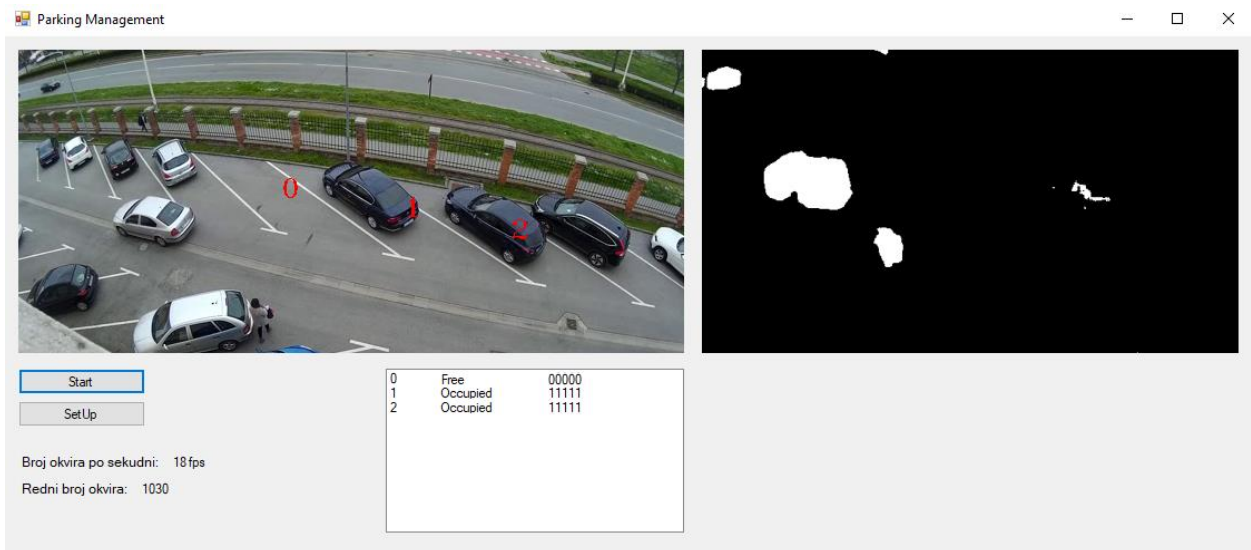 Parking Management
0
1
2
Start
SetUp
Broj okvira po sekundni: 18 fps
Redni broj okvira: 1030
0 Free 00000
1 Occupied 11111
2 Occupied 11111